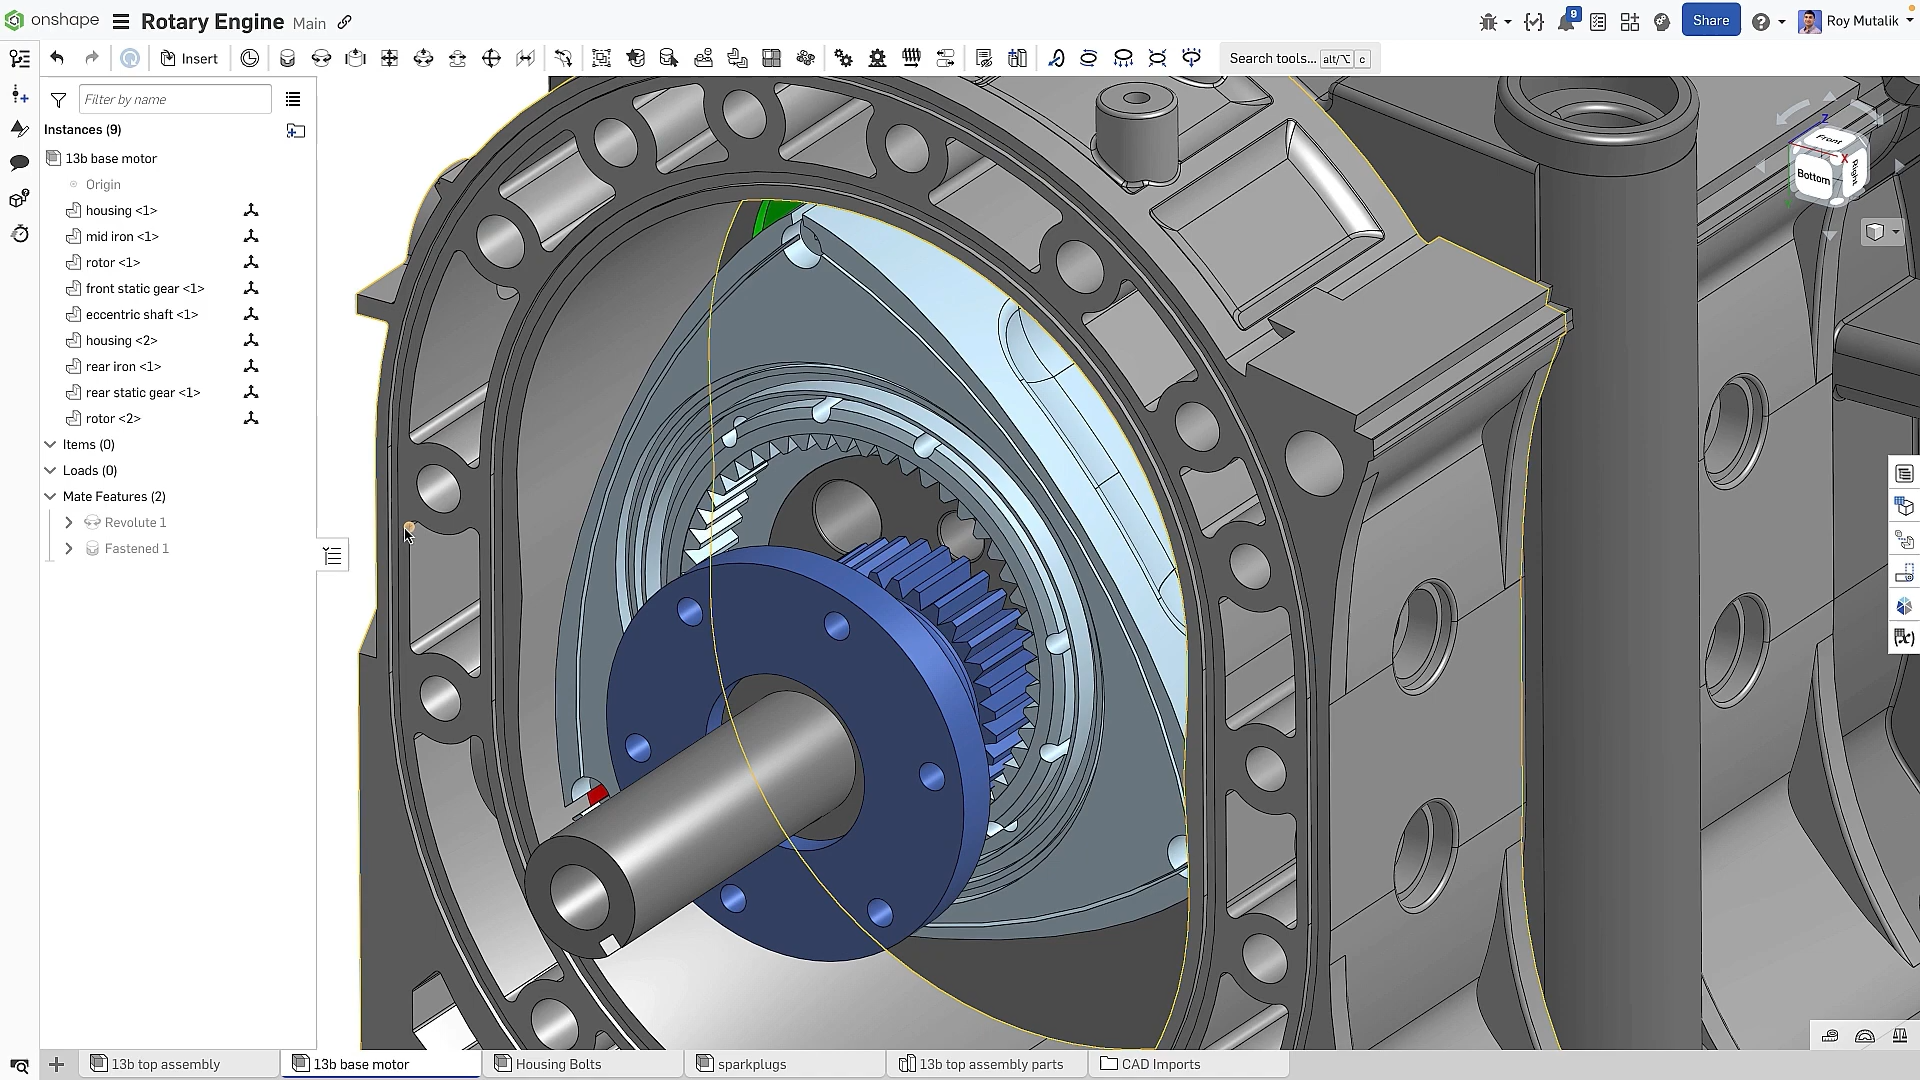 onshape
Rotary Engine Main
9
Share
Roy Mutalik
Insert
Search tools... alt/⌥ c
Filter by name
Instances (9)
13b base motor
Origin
housing <1>
mid iron <1>
rotor <1>
front static gear <1>
eccentric shaft <1>
housing <2>
rear iron <1>
rear static gear <1>
rotor <2>
Items (0)
Loads (0)
Mate Features (2)
Revolute 1
Fastened 1
Z
Front
X
Bottom
Right
13b top assembly
13b base motor
Housing Bolts
sparkplugs
13b top assembly parts
CAD Imports